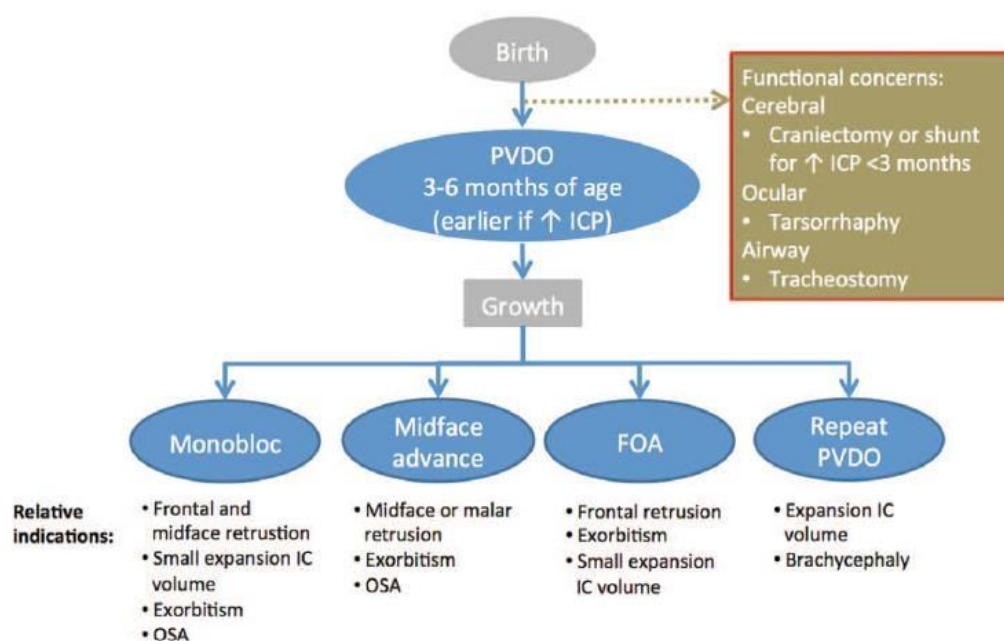 Birth
Functional concerns:
Cerebral
• Craniectomy or shunt
for ↑ ICP <3 months
Ocular
• Tarsorrhaphy
Airway
• Tracheostomy
PVDO
3-6 months of age
(earlier if ↑ ICP)
Growth
Monobloc
Midface
advance
FOA
Repeat
PVDO
Relative
indications:
• Frontal and
midface retrustion
• Small expansion IC
volume
• Exorbitism
• OSA
• Midface or malar
retrusion
• Exorbitism
• OSA
• Frontal retrusion
• Exorbitism
• Small expansion
IC volume
• Expansion IC
volume
• Brachycephaly